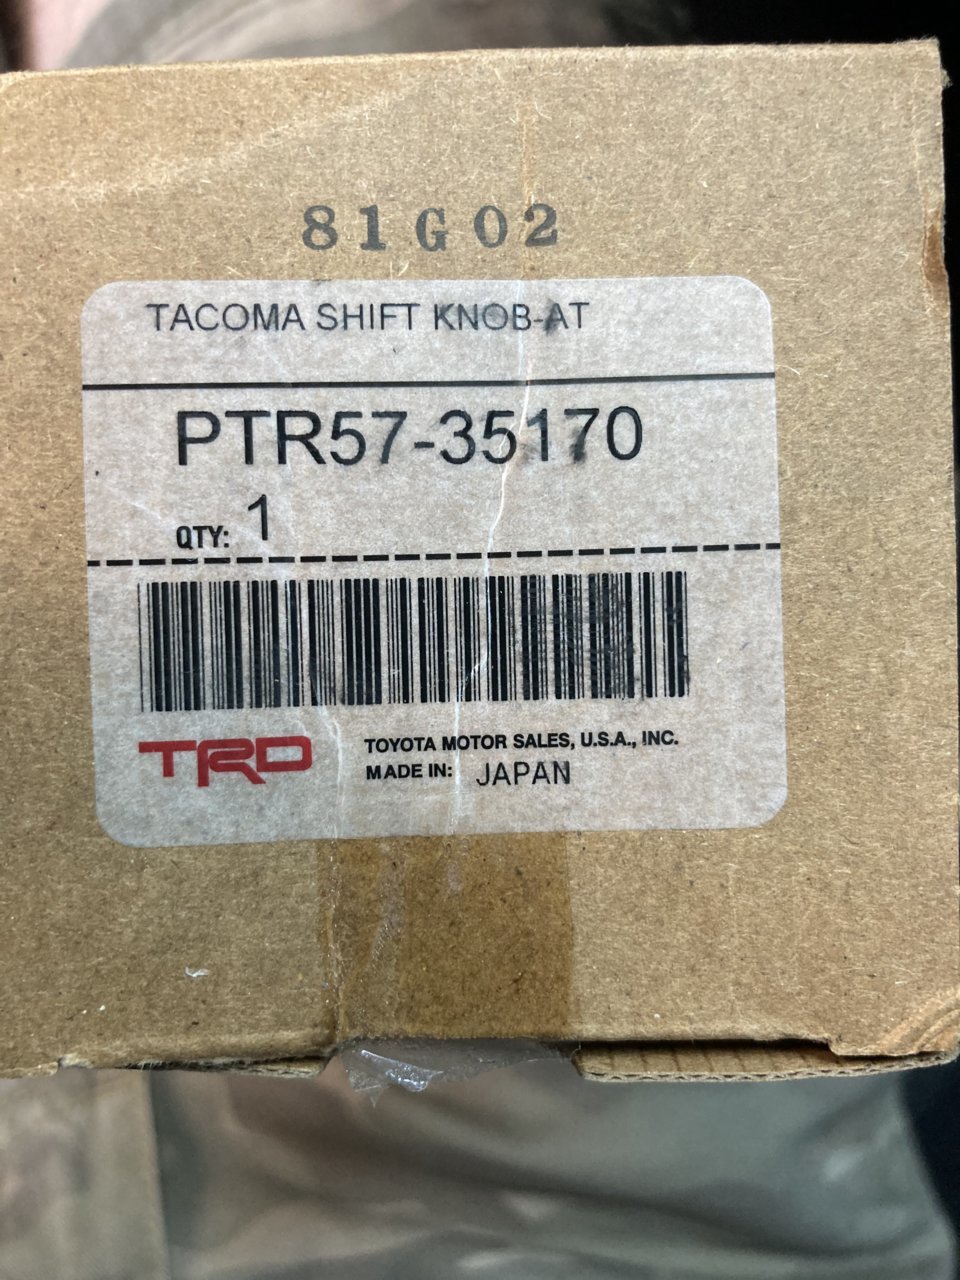 81G02
TACOMA SHIFT KNOB-AT
PTR57-35170
QTY: 1
TRD
TOYOTA MOTOR SALES, U.S.A., INC.
MADE IN: JAPAN